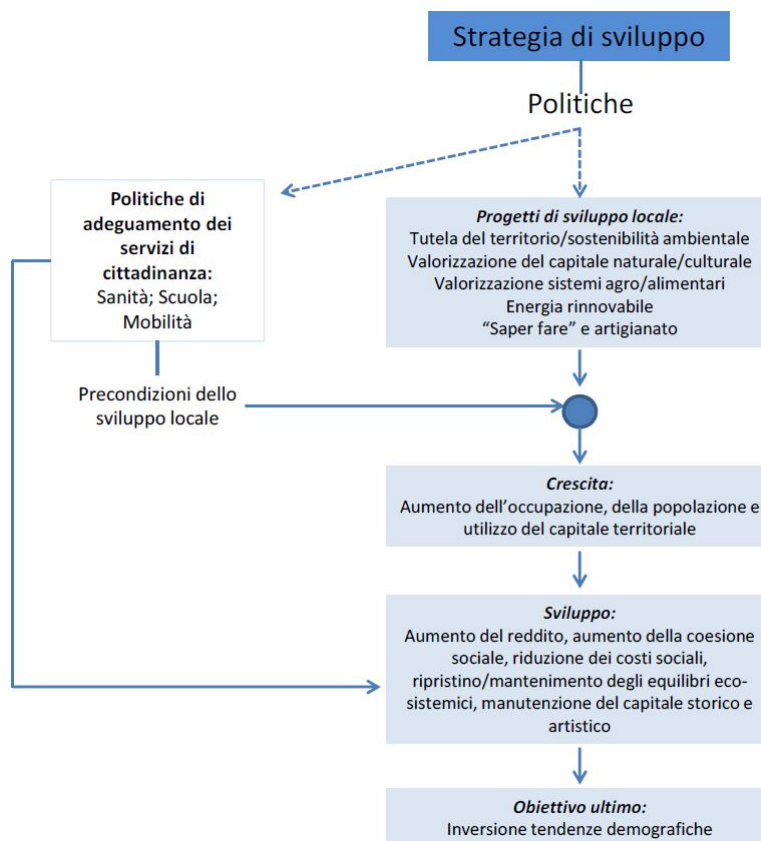 Strategia di sviluppo
Politiche
Politiche di
adeguamento dei
servizi di
cittadinanza:
Sanità; Scuola;
Mobilità
Progetti di sviluppo locale:
Tutela del territorio/sostenibilità ambientale
Valorizzazione del capitale naturale/culturale
Valorizzazione sistemi agro/alimentari
Energia rinnovabile
“Saper fare” e artigianato
Precondizioni dello
sviluppo locale
Crescita:
Aumento dell’occupazione, della popolazione e
utilizzo del capitale territoriale
Sviluppo:
Aumento del reddito, aumento della coesione
sociale, riduzione dei costi sociali,
ripristino/mantenimento degli equilibri eco-
sistemici, manutenzione del capitale storico e
artistico
Obiettivo ultimo:
Inversione tendenze demografiche